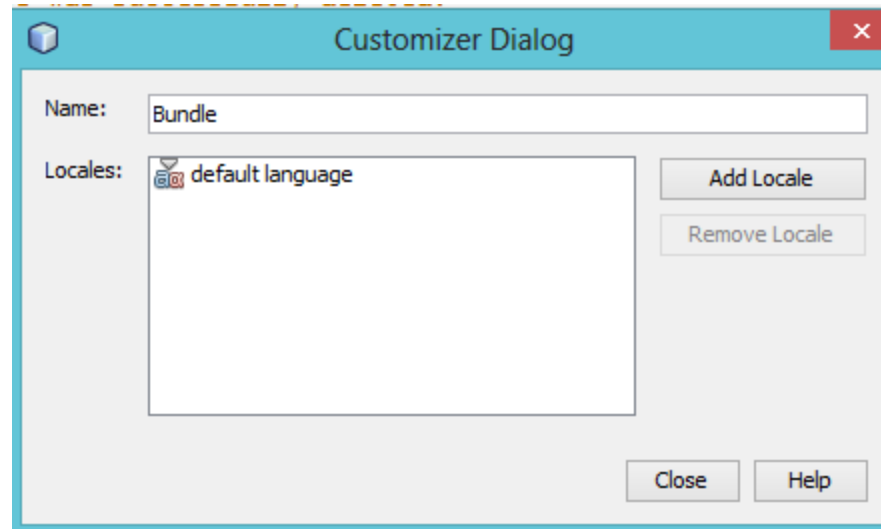 Customizer Dialog
Name:
Bundle
Locales:
default language
Add Locale
Remove Locale
Close
Help